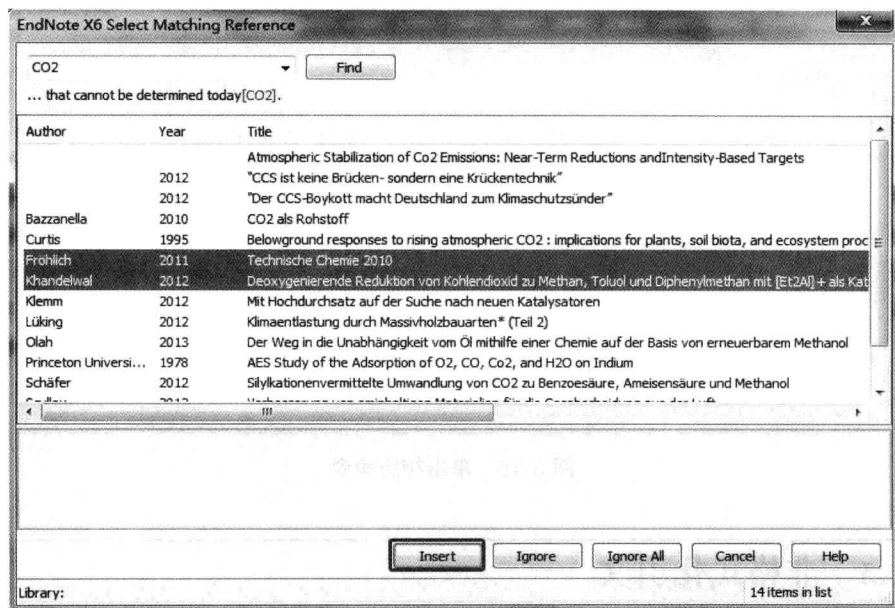 EndNote X6 Select Matching Reference
CO2 Find
... that cannot be determined today[CO2].
Author Year Title
Atmospheric Stabilization of Co2 Emissions: Near-Term Reductions andIntensity-Based Targets
2012 "CCS ist keine Brücken- sondern eine Krückentechnik"
2012 "Der CCS-Boykott macht Deutschland zum Klimaschutzsünder"
Bazzanella 2010 CO2 als Rohstoff
Curtis 1995 Belowground responses to rising atmospheric CO2 : implications for plants, soil biota, and ecosystem proc
Fröhlich 2011 Technische Chemie 2010
Khandelwal 2012 Deoxygenierende Reduktion von Kohlendioxid zu Methan, Toluol und Diphenylmethan mit [Et2Al]+ als Kat
Klemm 2012 Mit Hochdurchsatz auf der Suche nach neuen Katalysatoren
Lüking 2012 Klimaentlastung durch Massivholzbauarten* (Teil 2)
Olah 2013 Der Weg in die Unabhängigkeit vom Öl mithilfe einer Chemie auf der Basis von erneuerbarem Methanol
Princeton Universi... 1978 AES Study of the Adsorption of O2, CO, Co2, and H2O on Indium
Schäfer 2012 Silylkationenvermittelte Umwandlung von CO2 zu Benzoesäure, Ameisensäure und Methanol
Insert Ignore Ignore All Cancel Help
Library: 14 items in list